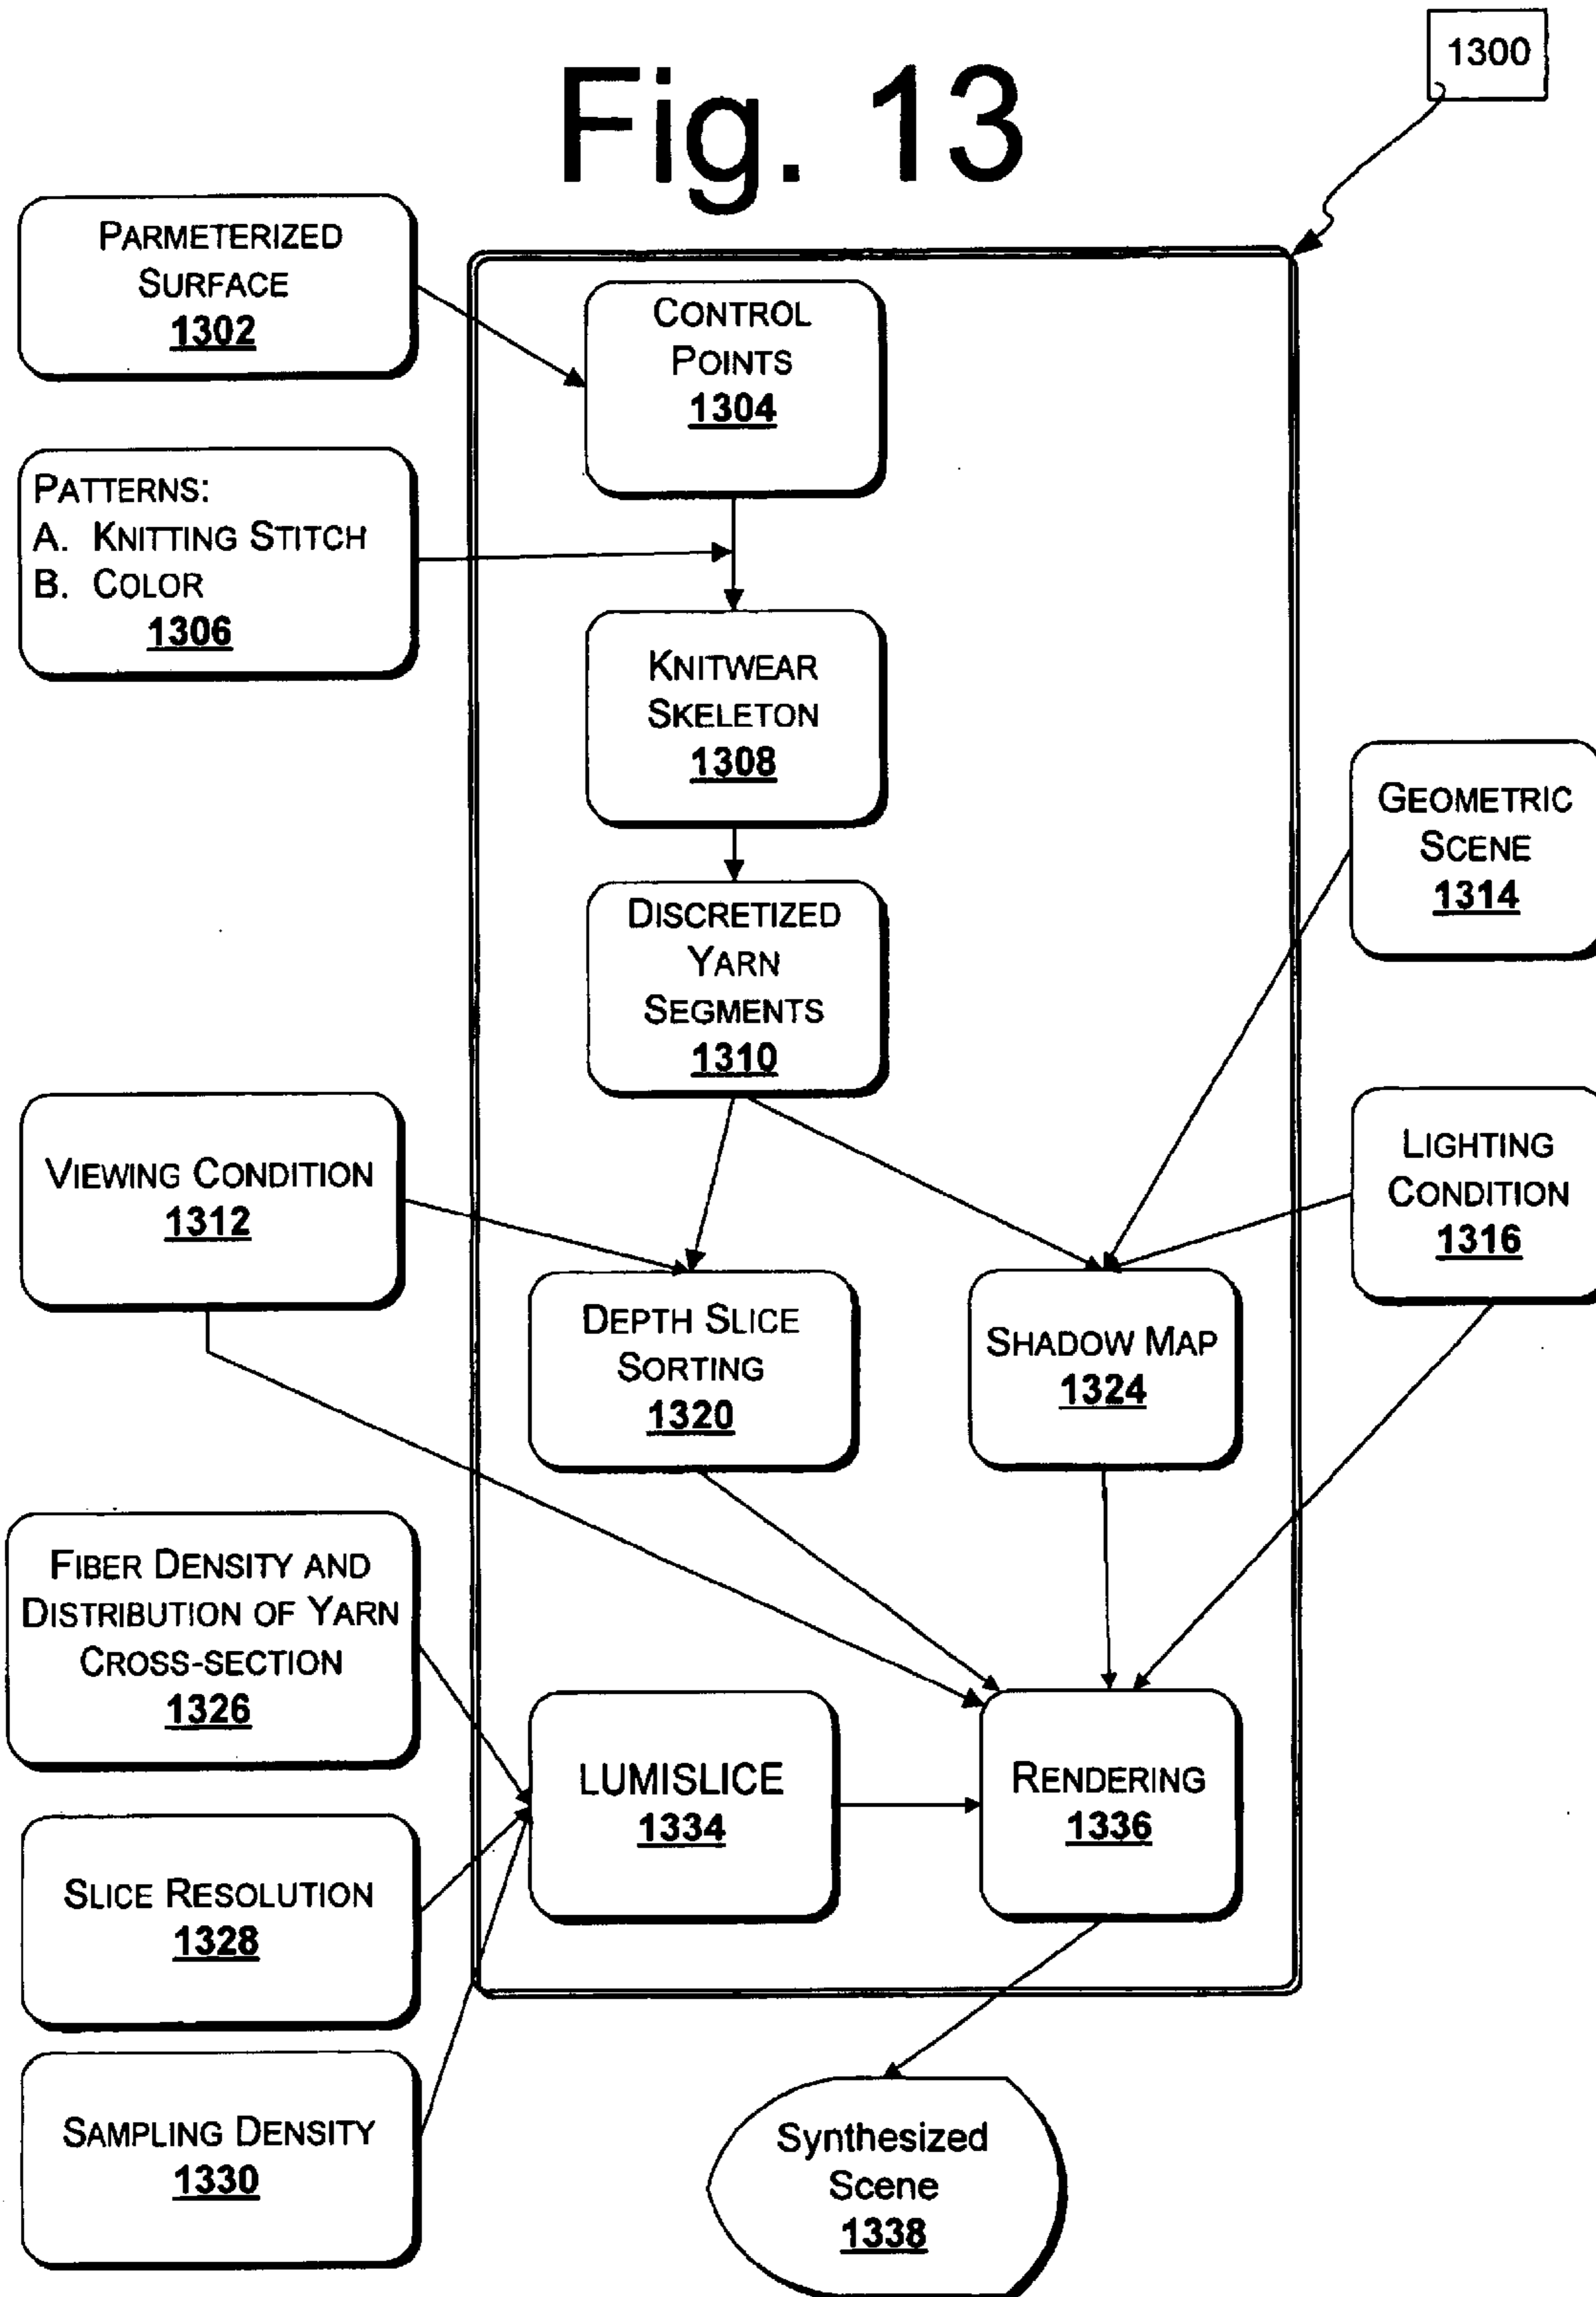 Fig. 13
1300
PARMETERIZED
SURFACE
1302
CONTROL
POINTS
1304
PATTERNS:
A. KNITTING STITCH
B. COLOR
1306
KNITWEAR
SKELETON
1308
GEOMETRIC
SCENE
1314
DISCRETIZED
YARN
SEGMENTS
1310
VIEWING CONDITION
1312
LIGHTING
CONDITION
1316
DEPTH SLICE
SORTING
1320
SHADOW MAP
1324
FIBER DENSITY AND
DISTRIBUTION OF YARN
CROSS-SECTION
1326
LUMISLICE
1334
RENDERING
1336
SLICE RESOLUTION
1328
SAMPLING DENSITY
1330
Synthesized
Scene
1338